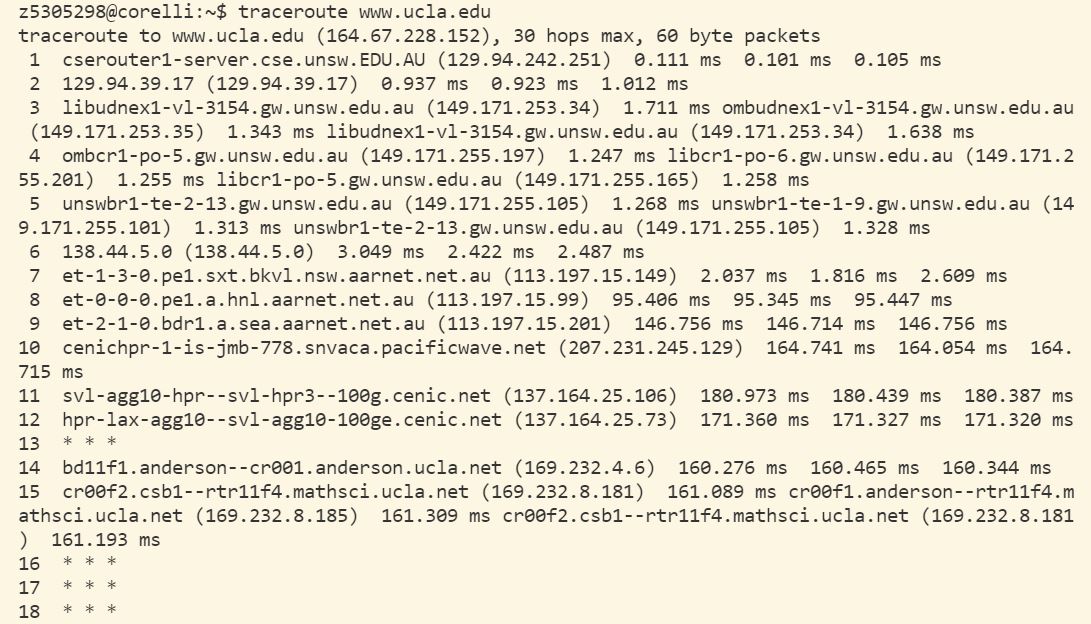 z5305298@corelli:~$ traceroute www.ucla.edu
traceroute to www.ucla.edu (164.67.228.152), 30 hops max, 60 byte packets
 1  cserouter1-server.cse.unsw.EDU.AU (129.94.242.251)  0.111 ms  0.101 ms  0.105 ms
 2  129.94.39.17 (129.94.39.17)  0.937 ms  0.923 ms  1.012 ms
 3  libudnex1-vl-3154.gw.unsw.edu.au (149.171.253.34)  1.711 ms ombudnex1-vl-3154.gw.unsw.edu.au
 (149.171.253.35)  1.343 ms libudnex1-vl-3154.gw.unsw.edu.au (149.171.253.34)  1.638 ms
 4  ombcr1-po-5.gw.unsw.edu.au (149.171.255.197)  1.247 ms libcr1-po-6.gw.unsw.edu.au (149.171.2
55.201)  1.255 ms libcr1-po-5.gw.unsw.edu.au (149.171.255.165)  1.258 ms
 5  unswbr1-te-2-13.gw.unsw.edu.au (149.171.255.105)  1.268 ms unswbr1-te-1-9.gw.unsw.edu.au (14
9.171.255.101)  1.313 ms unswbr1-te-2-13.gw.unsw.edu.au (149.171.255.105)  1.328 ms
 6  138.44.5.0 (138.44.5.0)  3.049 ms  2.422 ms  2.487 ms
 7  et-1-3-0.pe1.sxt.bkvl.nsw.aarnet.net.au (113.197.15.149)  2.037 ms  1.816 ms  2.609 ms
 8  et-0-0-0.pe1.a.hnl.aarnet.net.au (113.197.15.99)  95.406 ms  95.345 ms  95.447 ms
 9  et-2-1-0.bdr1.a.sea.aarnet.net.au (113.197.15.201)  146.756 ms  146.714 ms  146.756 ms
10  cenichpr-1-is-jmb-778.snvaca.pacificwave.net (207.231.245.129)  164.741 ms  164.054 ms  164.
715 ms
11  svl-agg10-hpr--svl-hpr3--100g.cenic.net (137.164.25.106)  180.973 ms  180.439 ms  180.387 ms
12  hpr-lax-agg10--svl-agg10-100ge.cenic.net (137.164.25.73)  171.360 ms  171.327 ms  171.320 ms
13  * * *
14  bd11f1.anderson--cr001.anderson.ucla.net (169.232.4.6)  160.276 ms  160.465 ms  160.344 ms
15  cr00f2.csb1--rtr11f4.mathsci.ucla.net (169.232.8.181)  161.089 ms cr00f1.anderson--rtr11f4.m
athsci.ucla.net (169.232.8.185)  161.309 ms cr00f2.csb1--rtr11f4.mathsci.ucla.net (169.232.8.181
)  161.193 ms
16  * * *
17  * * *
18  * * *